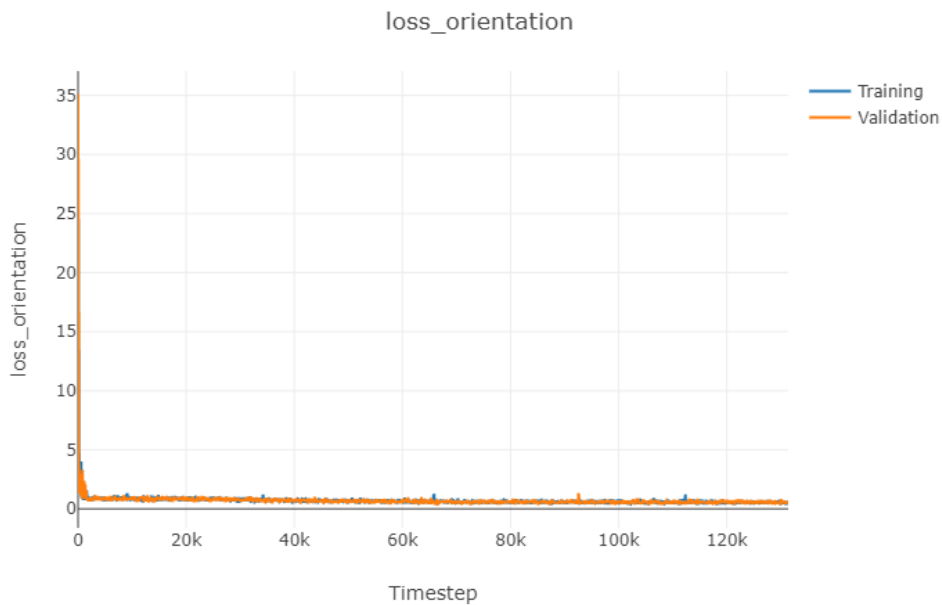 loss_orientation
Training
Validation
35
30
25
20
15
10
5
0
loss_orientation
0
20k
40k
60k
80k
100k
120k
Timestep